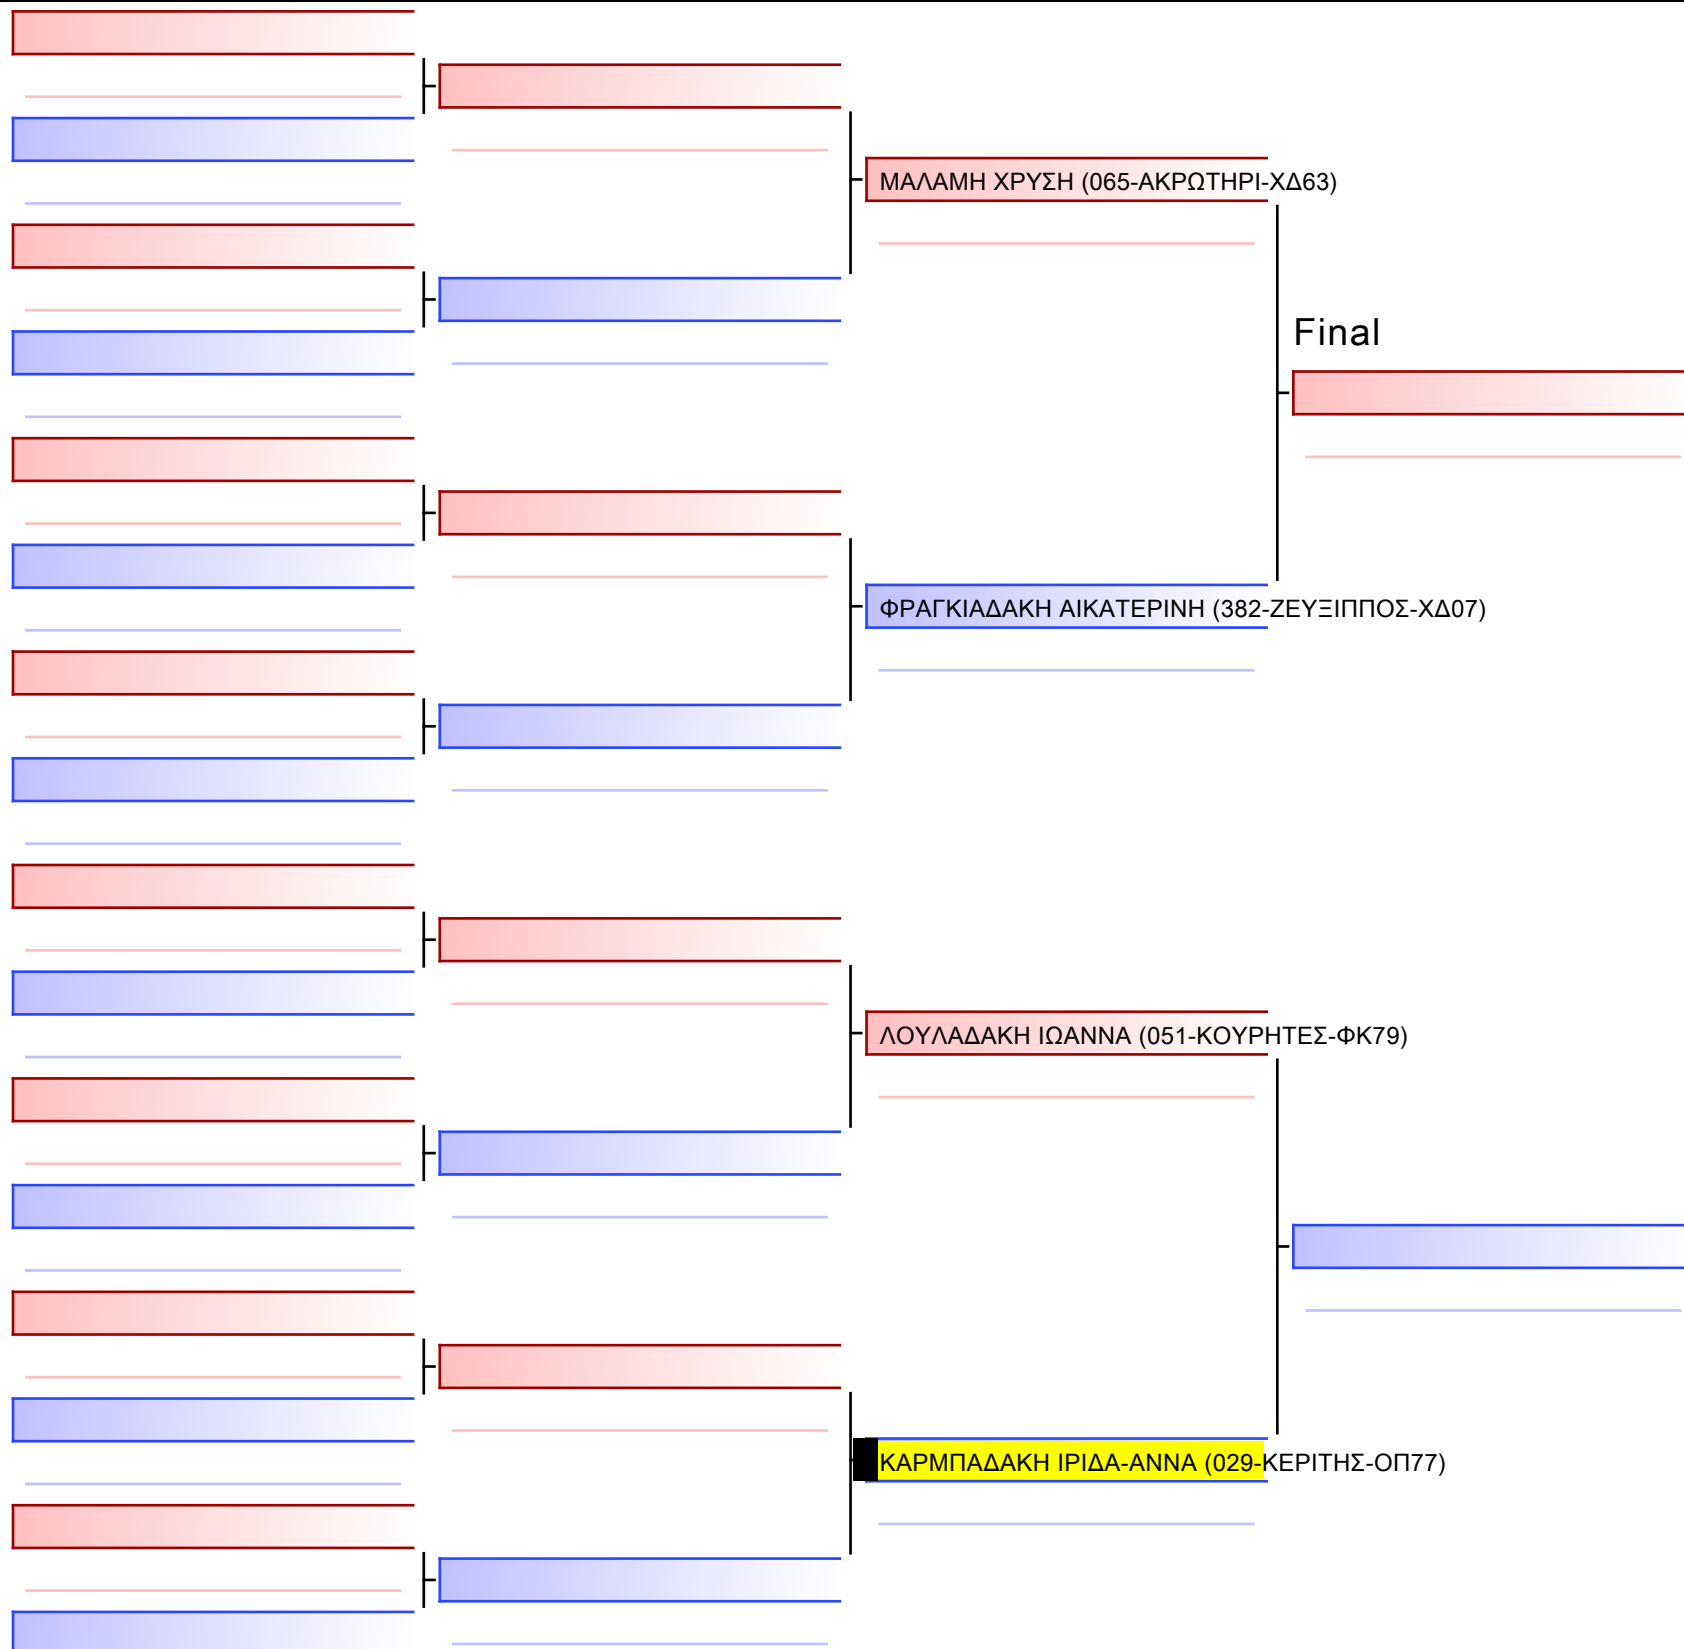 ΜΑΛΑΜΗ ΧΡΥΣΗ (065-ΑΚΡΩΤΗΡΙ-ΧΔ63)
Final
ΦΡΑΓΚΙΑΔΑΚΗ ΑΙΚΑΤΕΡΙΝΗ (382-ΖΕΥΞΙΠΠΟΣ-ΧΔ07)
ΛΟΥΛΑΔΑΚΗ ΙΩΑΝΝΑ (051-ΚΟΥΡΗΤΕΣ-ΦΚ79)
ΚΑΡΜΠΑΔΑΚΗ ΙΡΙΔΑ-ΑΝΝΑ (029-ΚΕΡΙΤΗΣ-ΟΠ77)